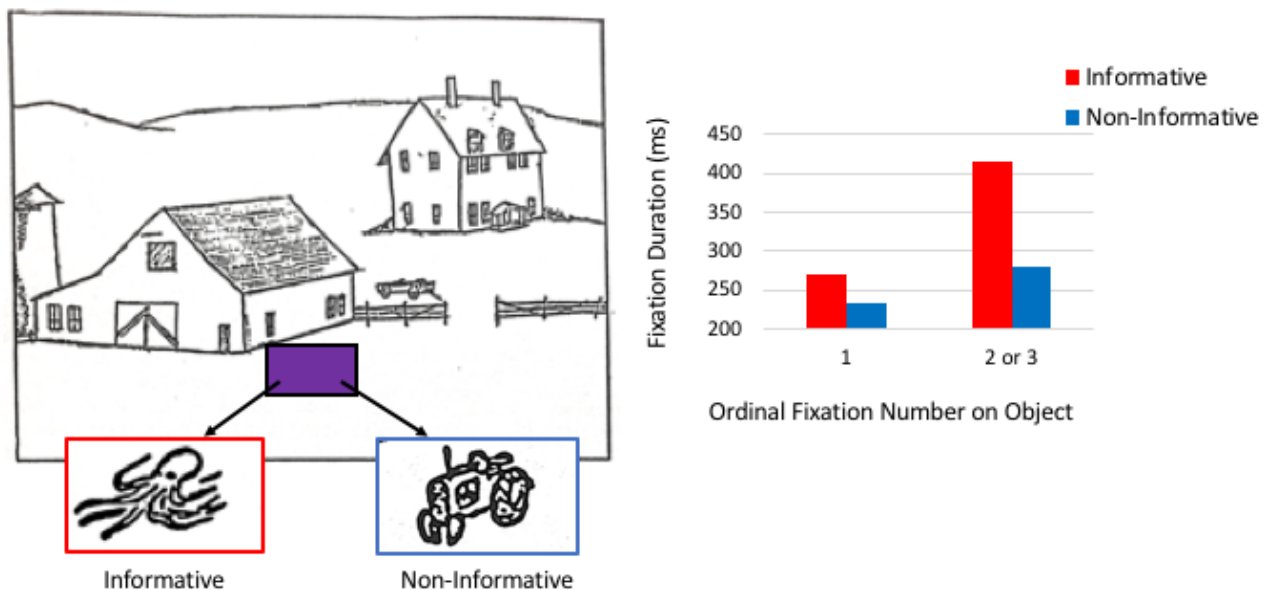 Informative
Non-Informative
Informative
Non-Informative
Fixation Duration (ms)
450
400
350
300
250
200
1
2 or 3
Ordinal Fixation Number on Object